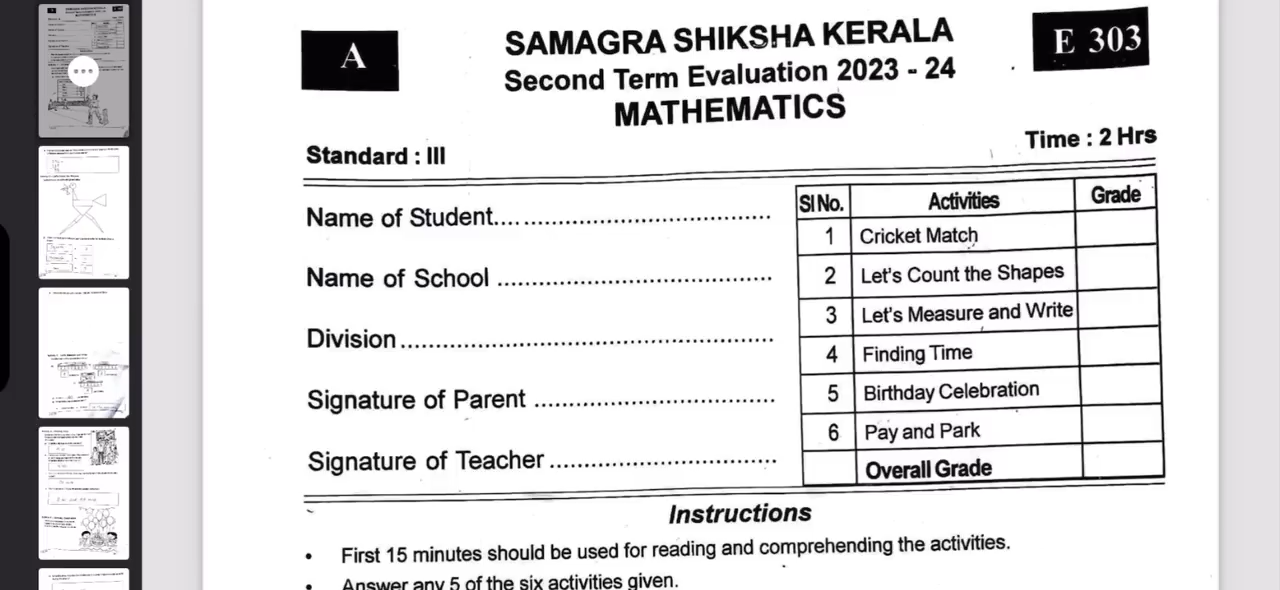 A
SAMAGRA SHIKSHA KERALA
E 303
Second Term Evaluation 2023 - 24
MATHEMATICS
Standard : III
Time : 2 Hrs
Name of Student
Name of School
Division
Signature of Parent
Signature of Teacher
Sl No. Activities Grade
1 Cricket Match
2 Let's Count the Shapes
3 Let's Measure and Write
4 Finding Time
5 Birthday Celebration
6 Pay and Park
Overall Grade
Instructions
• First 15 minutes should be used for reading and comprehending the activities.
• Answer any 5 of the six activities given.